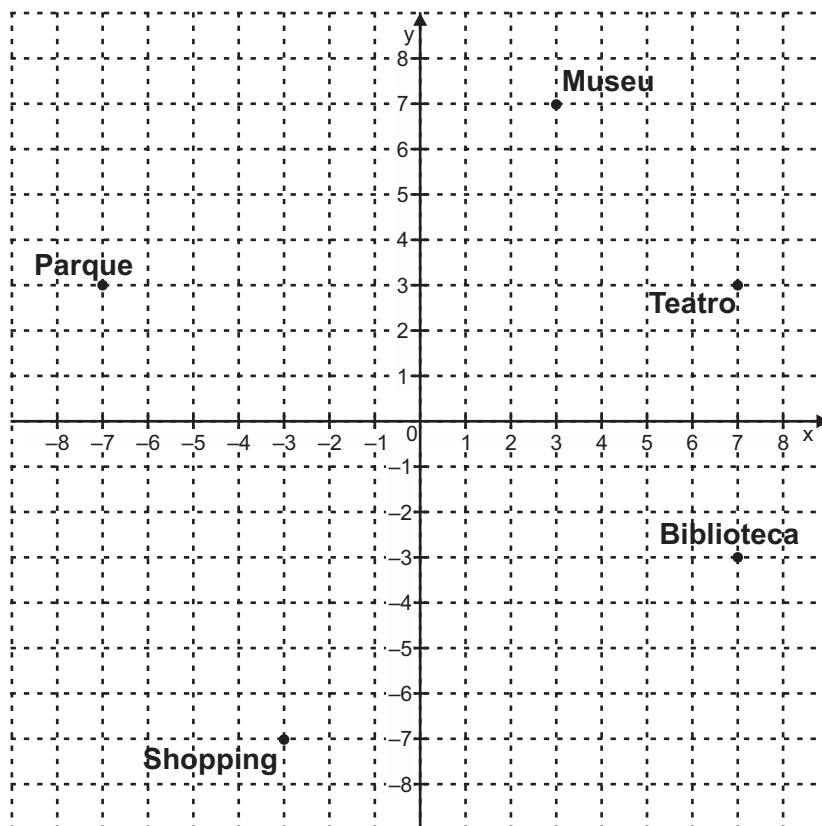 y
8
Museu
7
6
5
4
Parque
3
Teatro
2
1
–8 –7 –6 –5 –4 –3 –2 –1 0 1 2 3 4 5 6 7 8 x
–1
–2
Biblioteca
–3
–4
–5
–6
–7
Shopping
–8